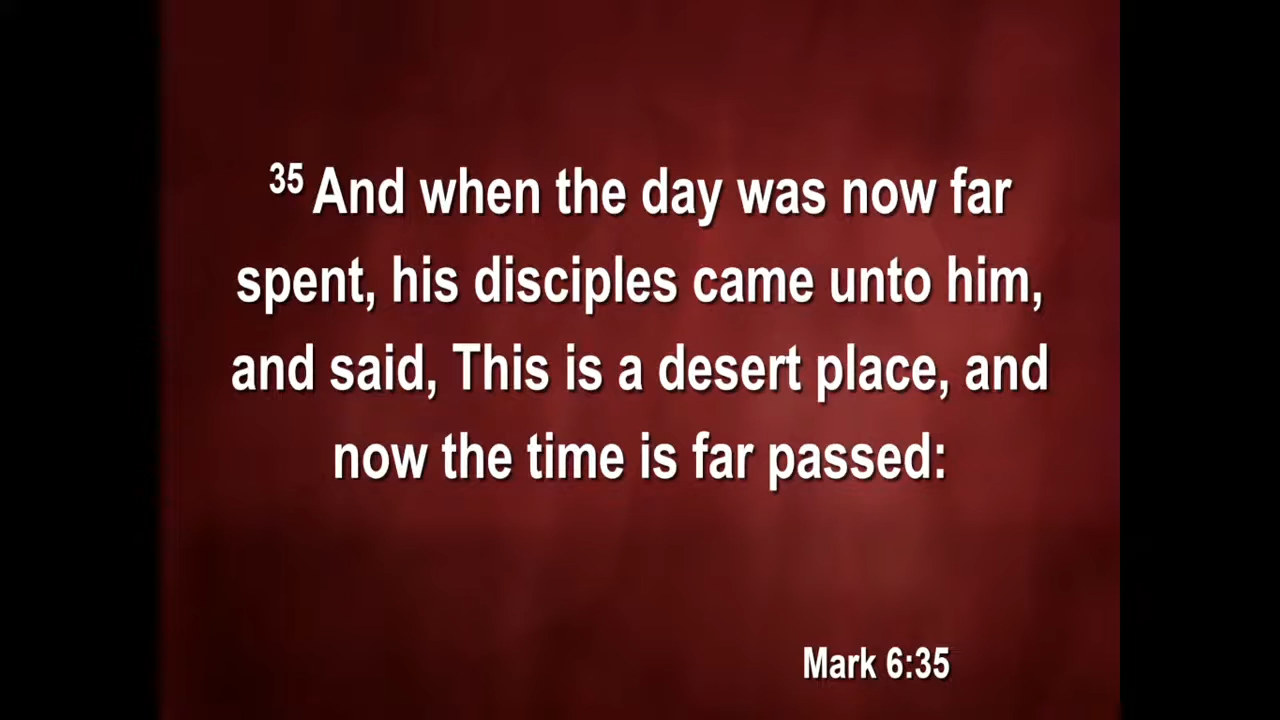 35 And when the day was now far
spent, his disciples came unto him,
and said, This is a desert place, and
now the time is far passed:
Mark 6:35